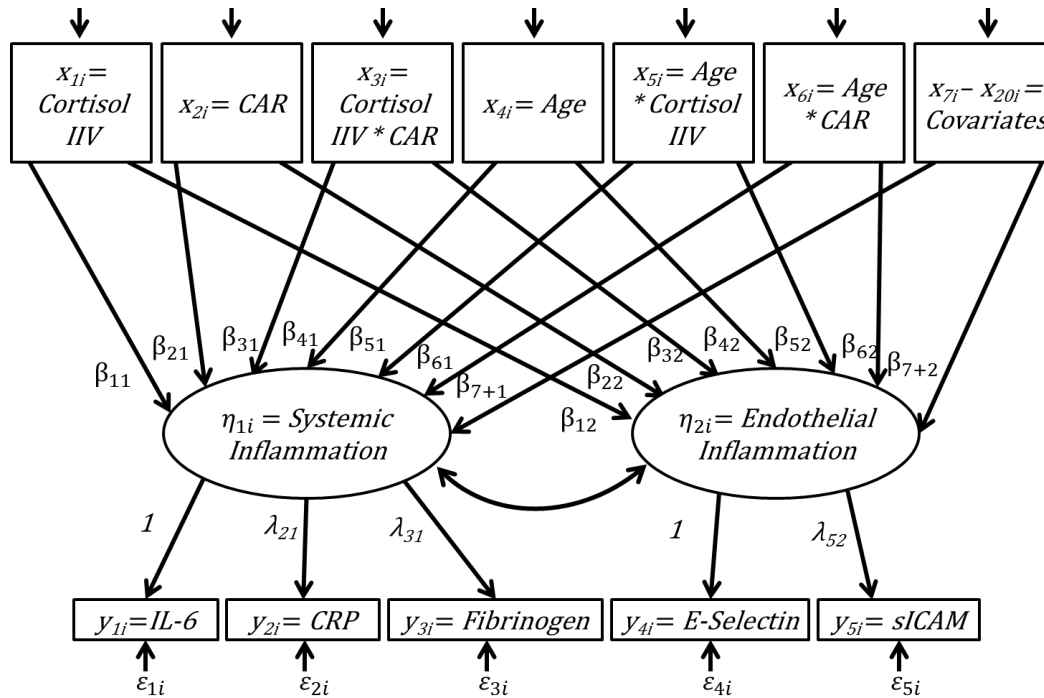 x1i =
Cortisol
IIV
x2i = CAR
x3i =
Cortisol
IIV * CAR
x4i = Age
x5i = Age
* Cortisol
IIV
x6i = Age
* CAR
x7i – x20i =
Covariates
β11
β21
β31
β41
β51
β61
β7+1
β12
β22
β32
β42
β52
β62
β7+2
η1i = Systemic
Inflammation
η2i = Endothelial
Inflammation
1
λ21
λ31
1
λ52
y1i = IL-6
y2i = CRP
y3i = Fibrinogen
y4i = E-Selectin
y5i = sICAM
ε1i
ε2i
ε3i
ε4i
ε5i